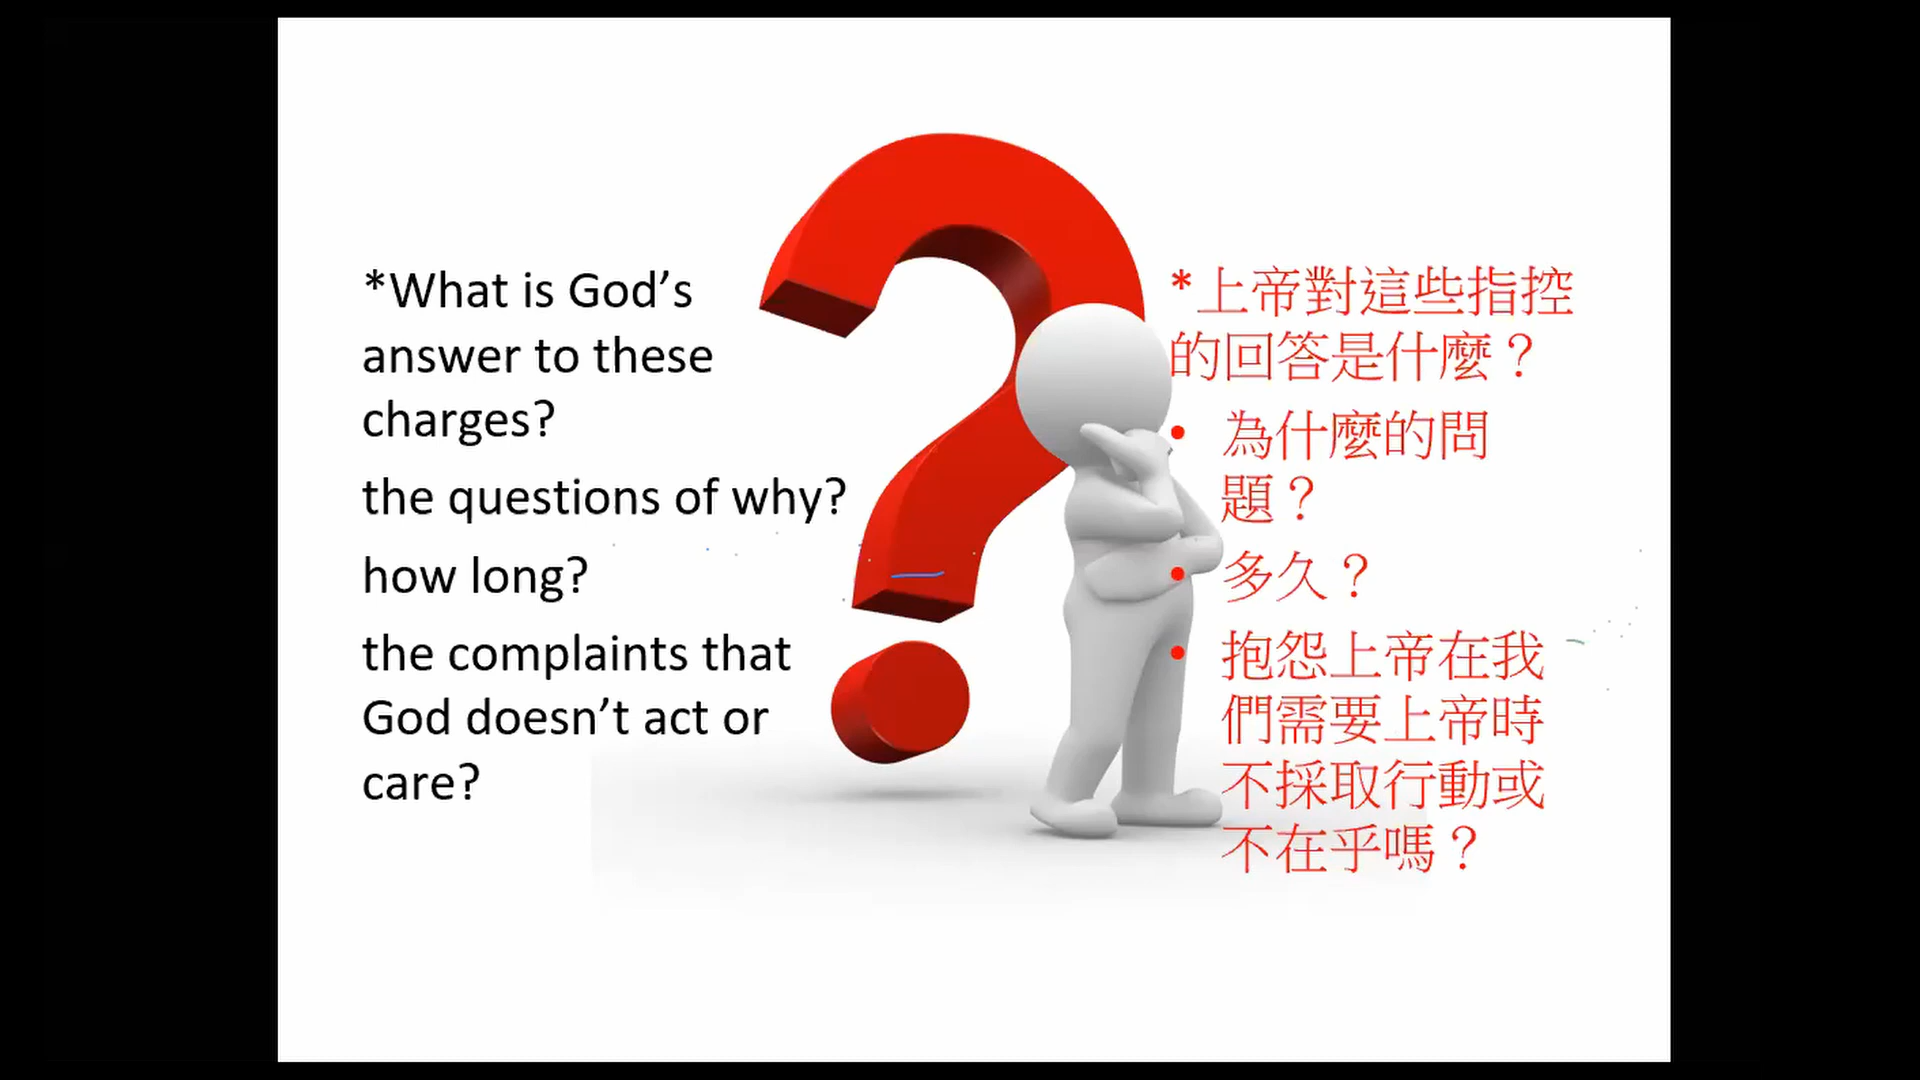 *What is God’s
answer to these
charges?
the questions of why?
how long?
the complaints that
God doesn’t act or
care?
*上帝對這些指控
的回答是什麼？
• 為什麼的問
題？
• 多久？
• 抱怨上帝在我
們需要上帝時
不採取行動或
不在乎嗎？